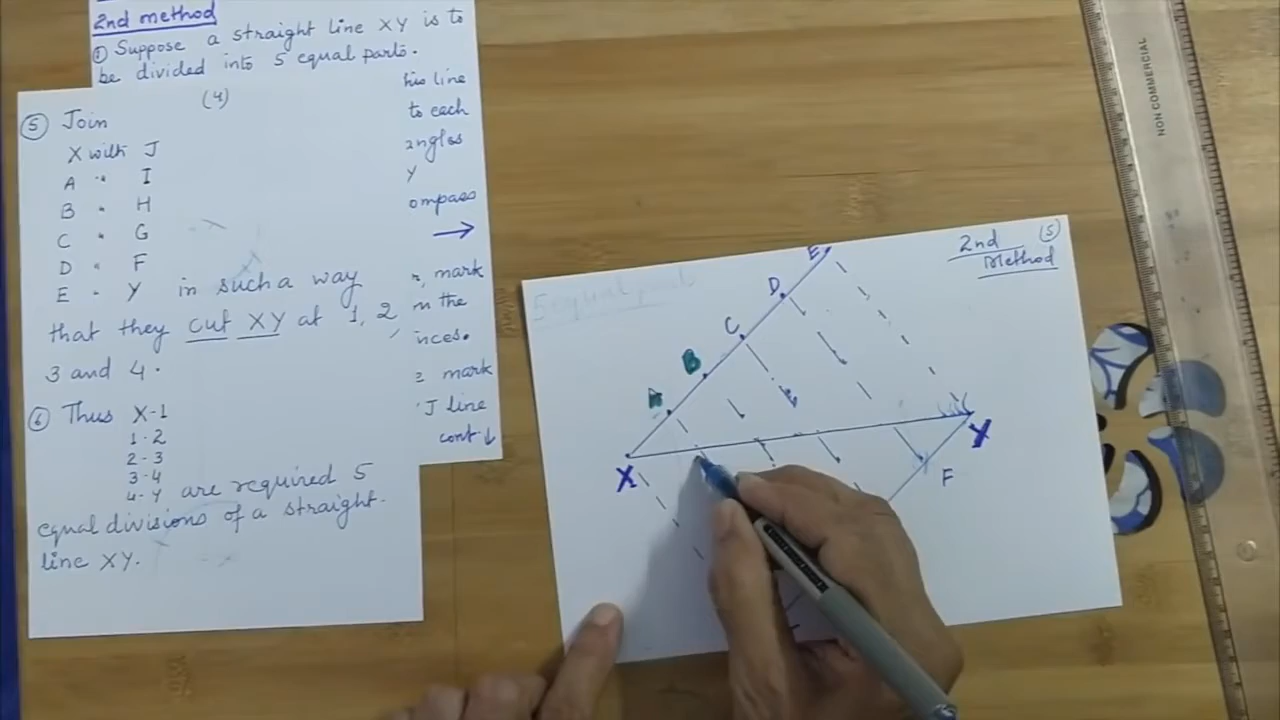 2nd method
① Suppose a straight line XY is to
be divided into 5 equal parts.
his line
to each
angles
Y
ompass
→
mark
the
nces.
mark
J line
cont ↓
(4)
⑤ Join
X with J
A " I
B " H
C " G
D " F
E " Y in such a way
that they cut XY at 1, 2,
3 and 4.
⑥ Thus X-1
1-2
2-3
3-4
4-Y are required 5
equal divisions of a straight
line XY.
2nd (5)
Method
5 equal part
E
D
C
B
A
X
F
NON COMMERCIAL